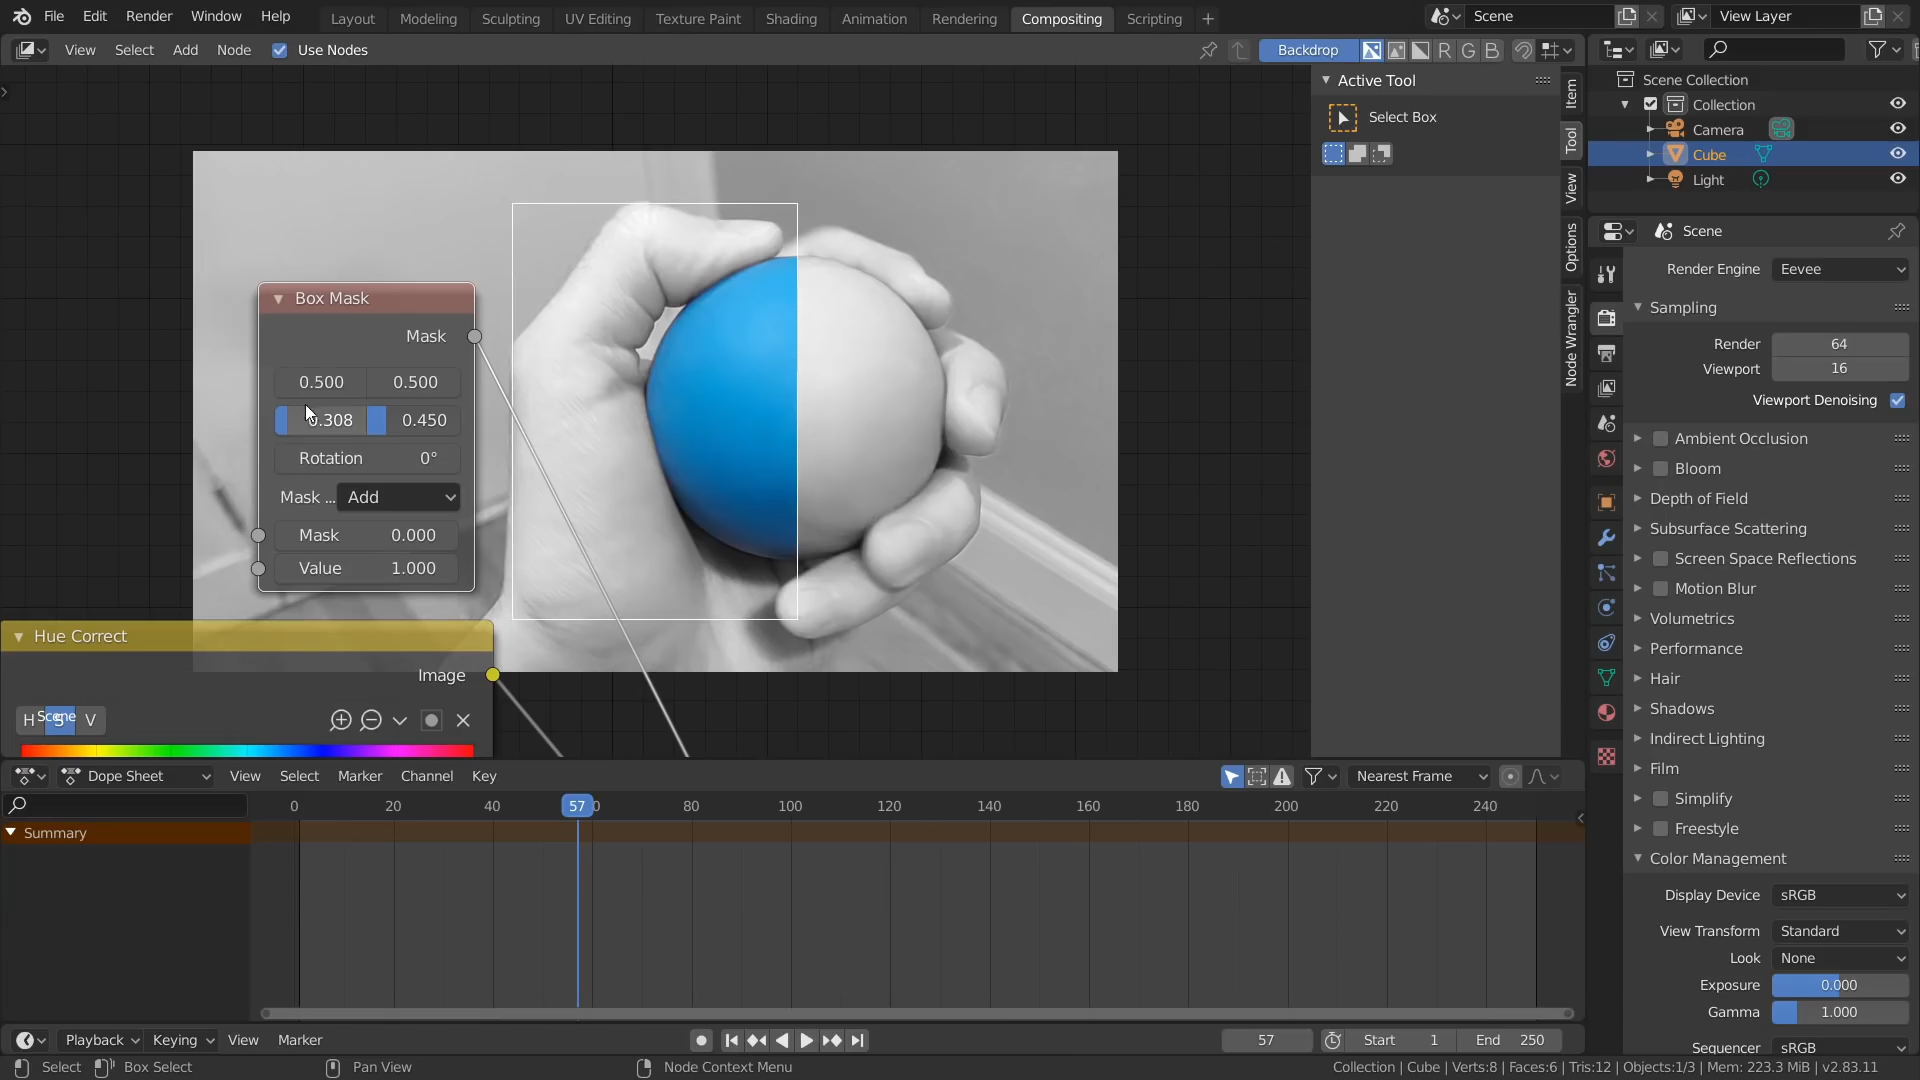 File Edit Render Window Help Layout Modeling Sculpting UV Editing Texture Paint Shading Animation Rendering Compositing Scripting + Scene View Layer
View Select Add Node Use Nodes Backdrop R G B
Active Tool
Select Box
Item
Tool
View
Options
Node Wrangler
Scene Collection
Collection
Camera
Cube
Light
Box Mask
Mask
0.500 0.500
0.308 0.450
Rotation 0°
Mask ... Add
Mask 0.000
Value 1.000
Hue Correct
Image
H S V
Scene
Scene
Render Engine Eevee
Sampling
Render 64
Viewport 16
Viewport Denoising
Ambient Occlusion
Bloom
Depth of Field
Subsurface Scattering
Screen Space Reflections
Motion Blur
Volumetrics
Performance
Hair
Shadows
Indirect Lighting
Film
Simplify
Freestyle
Color Management
Display Device sRGB
View Transform Standard
Look None
Exposure 0.000
Gamma 1.000
Sequencer sRGB
Dope Sheet View Select Marker Channel Key Nearest Frame
0 20 40 57 80 100 120 140 160 180 200 220 240
Summary
Playback Keying View Marker 57 Start 1 End 250
Select Box Select Pan View Node Context Menu Collection | Cube | Verts:8 | Faces:6 | Tris:12 | Objects:1/3 | Mem: 223.3 MiB | v2.83.11